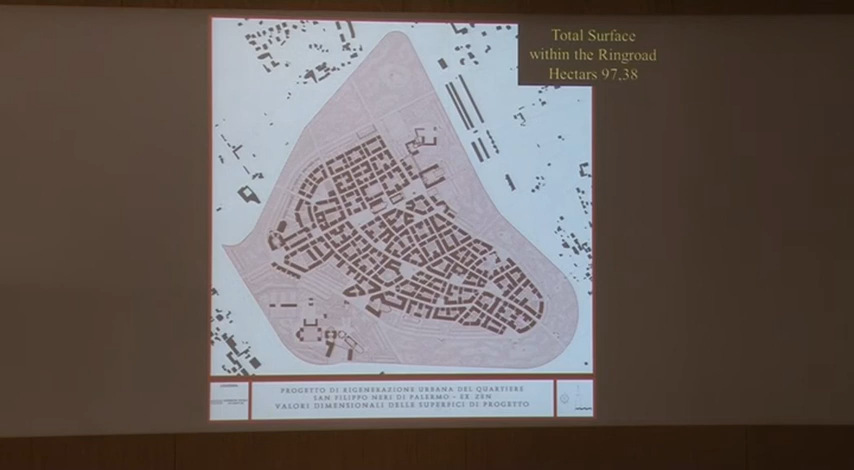 Total Surface
within the Ringroad
Hectars 97,38
PROGETTO DI RIGENERAZIONE URBANA DEL QUARTIERE
SAN FILIPPO NERI DI PALERMO - EX ZEN
VALORI DIMENSIONALI DELLE SUPERFICI DI PROGETTO